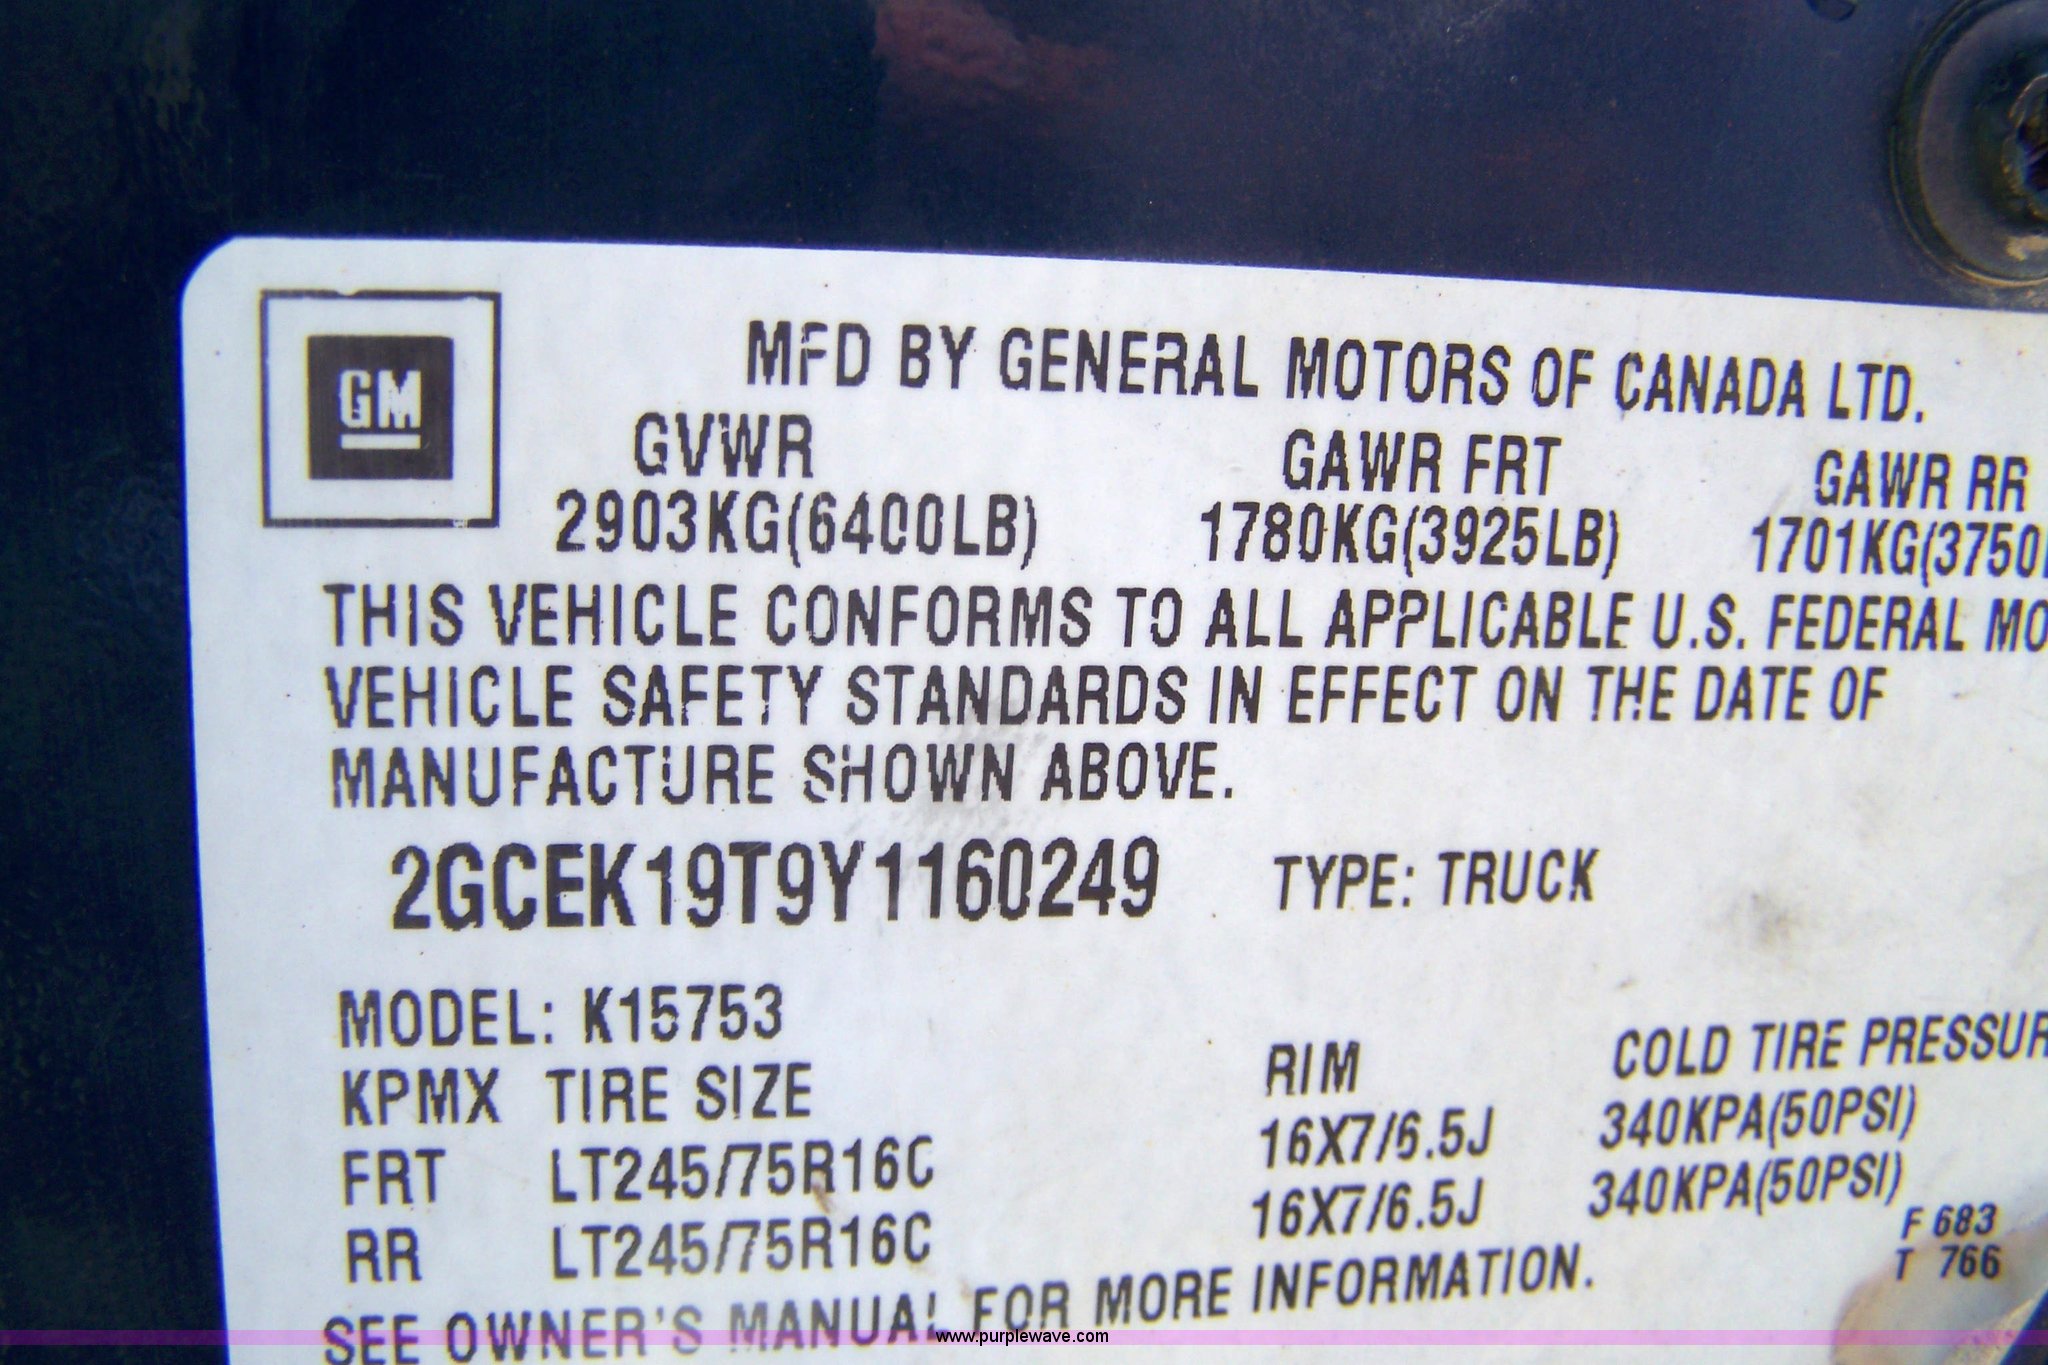 GM
MFD BY GENERAL MOTORS OF CANADA LTD.
GVWR GAWR FRT GAWR RR
2903KG(6400LB) 1780KG(3925LB) 1701KG(3750
THIS VEHICLE CONFORMS TO ALL APPLICABLE U.S. FEDERAL MO
VEHICLE SAFETY STANDARDS IN EFFECT ON THE DATE OF
MANUFACTURE SHOWN ABOVE.
2GCEK19T9Y1160249 TYPE: TRUCK
MODEL: K15753
KPMX TIRE SIZE RIM COLD TIRE PRESSUR
FRT LT245/75R16C 16X7/6.5J 340KPA(50PSI)
RR LT245/75R16C 16X7/6.5J 340KPA(50PSI)
F 683
T 766
SEE OWNER'S MANUAL FOR MORE INFORMATION.
www.purplewave.com